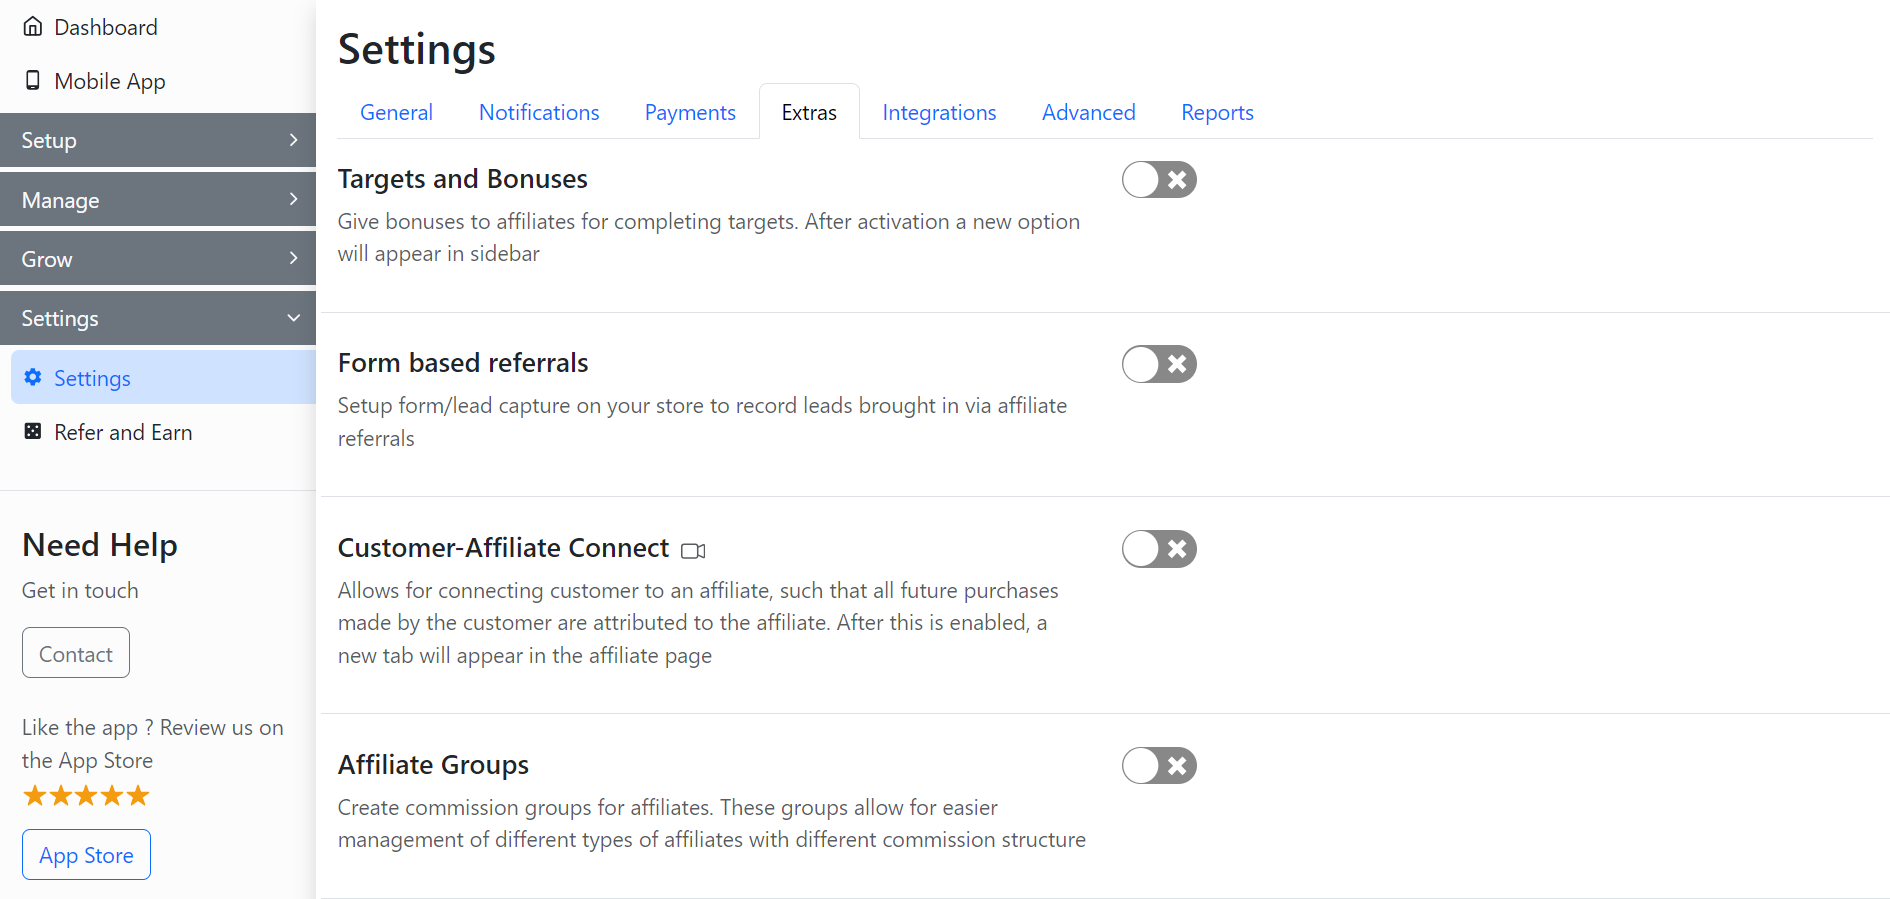 Dashboard
Mobile App
Setup
Manage
Grow
Settings
Settings
Refer and Earn
Need Help
Get in touch
Contact
Like the app ? Review us on
the App Store
App Store
Settings
General Notifications Payments Extras Integrations Advanced Reports
Targets and Bonuses
Give bonuses to affiliates for completing targets. After activation a new option
will appear in sidebar
Form based referrals
Setup form/lead capture on your store to record leads brought in via affiliate
referrals
Customer-Affiliate Connect
Allows for connecting customer to an affiliate, such that all future purchases
made by the customer are attributed to the affiliate. After this is enabled, a
new tab will appear in the affiliate page
Affiliate Groups
Create commission groups for affiliates. These groups allow for easier
management of different types of affiliates with different commission structure